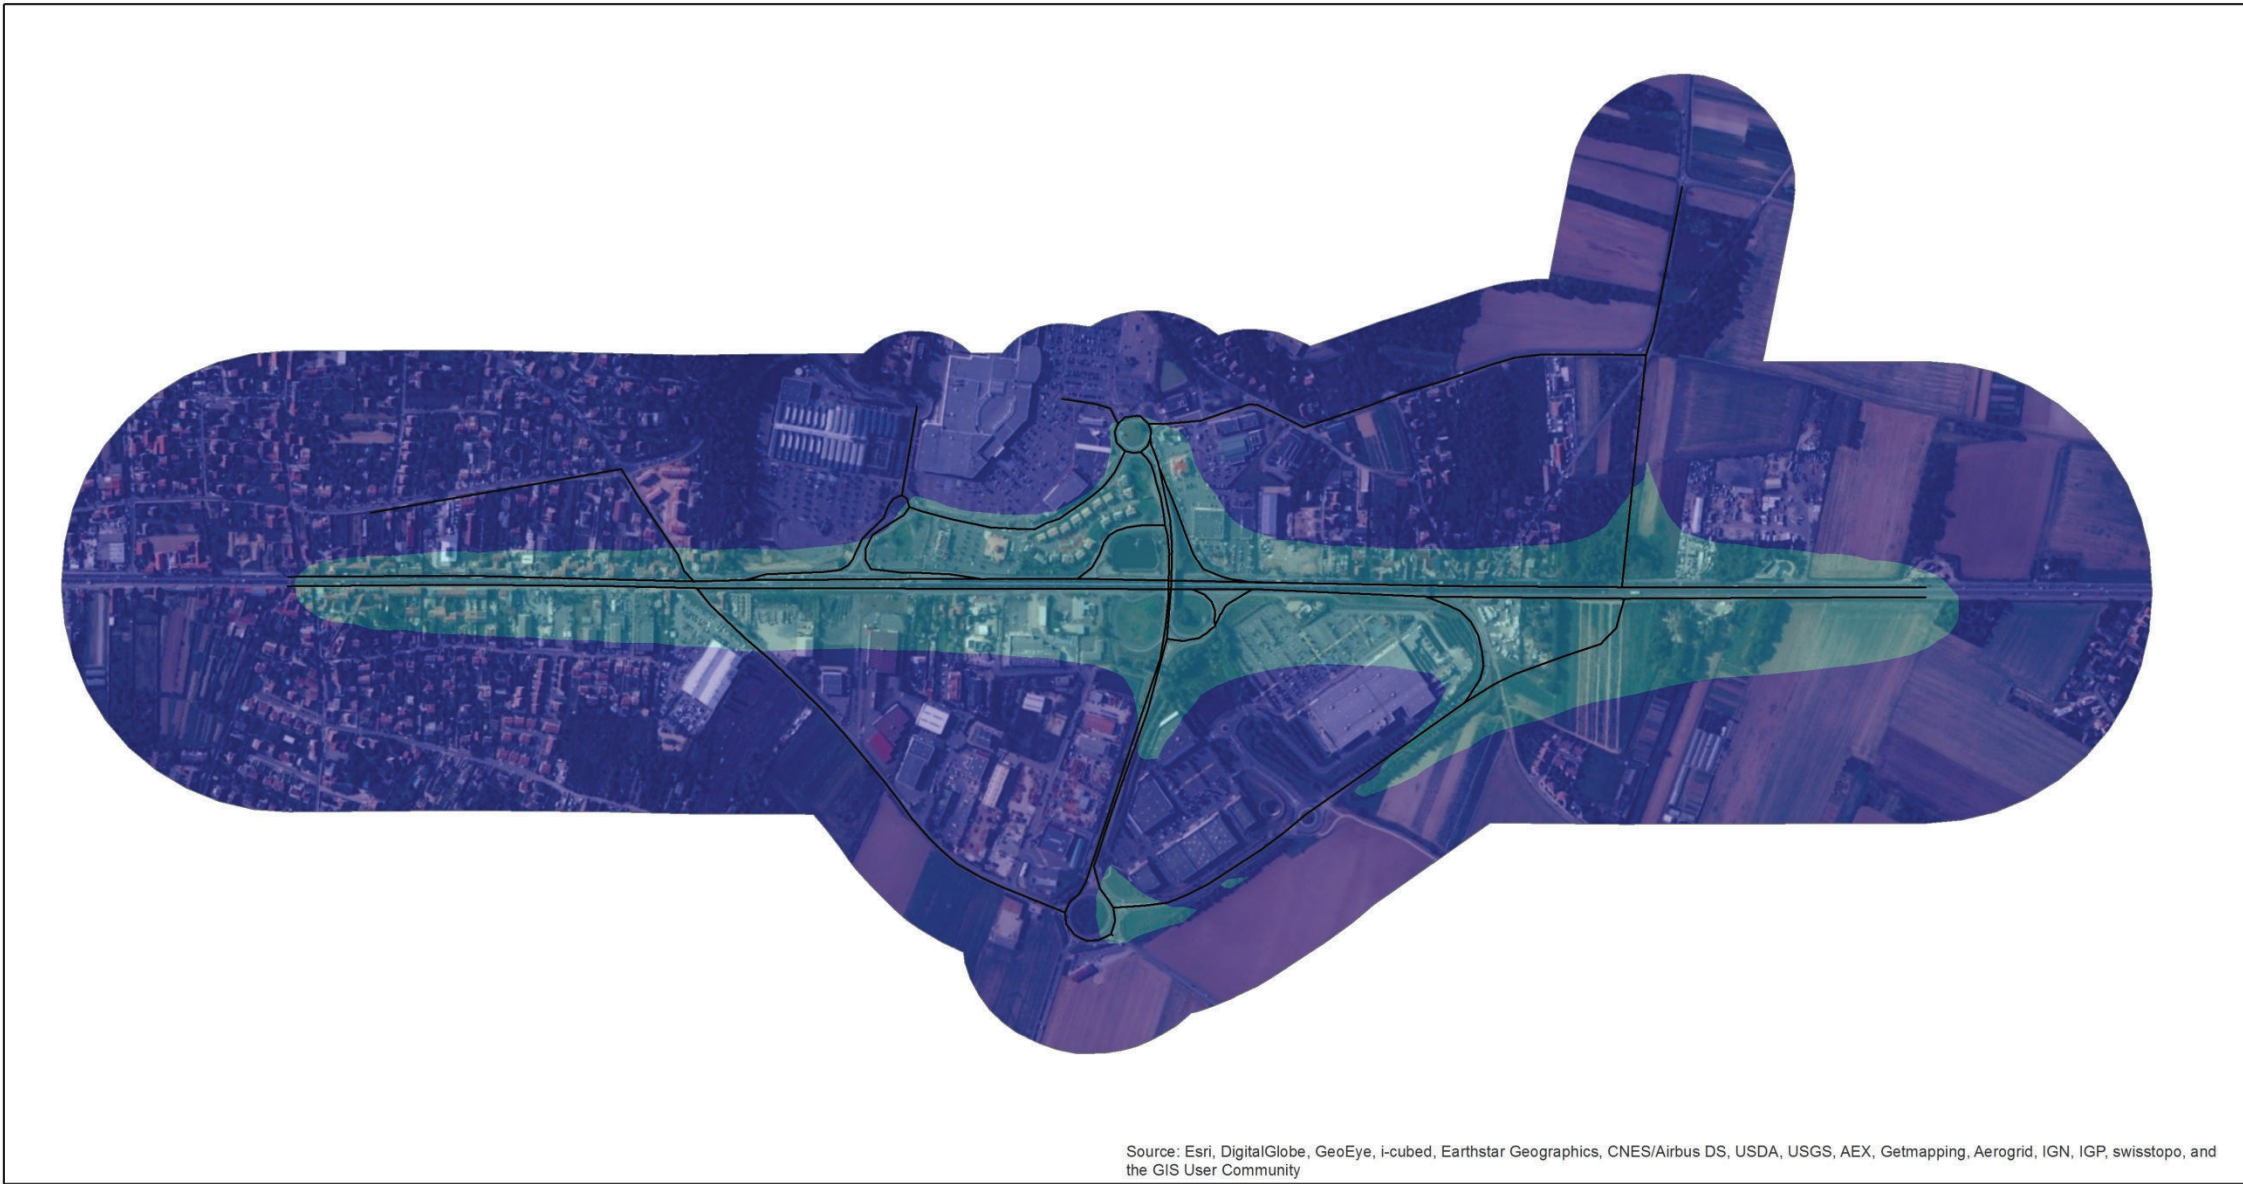 Source: Esri, DigitalGlobe, GeoEye, i-cubed, Earthstar Geographics, CNES/Airbus DS, USDA, USGS, AEX, Getmapping, Aerogrid, IGN, IGP, swisstopo, and
the GIS User Community